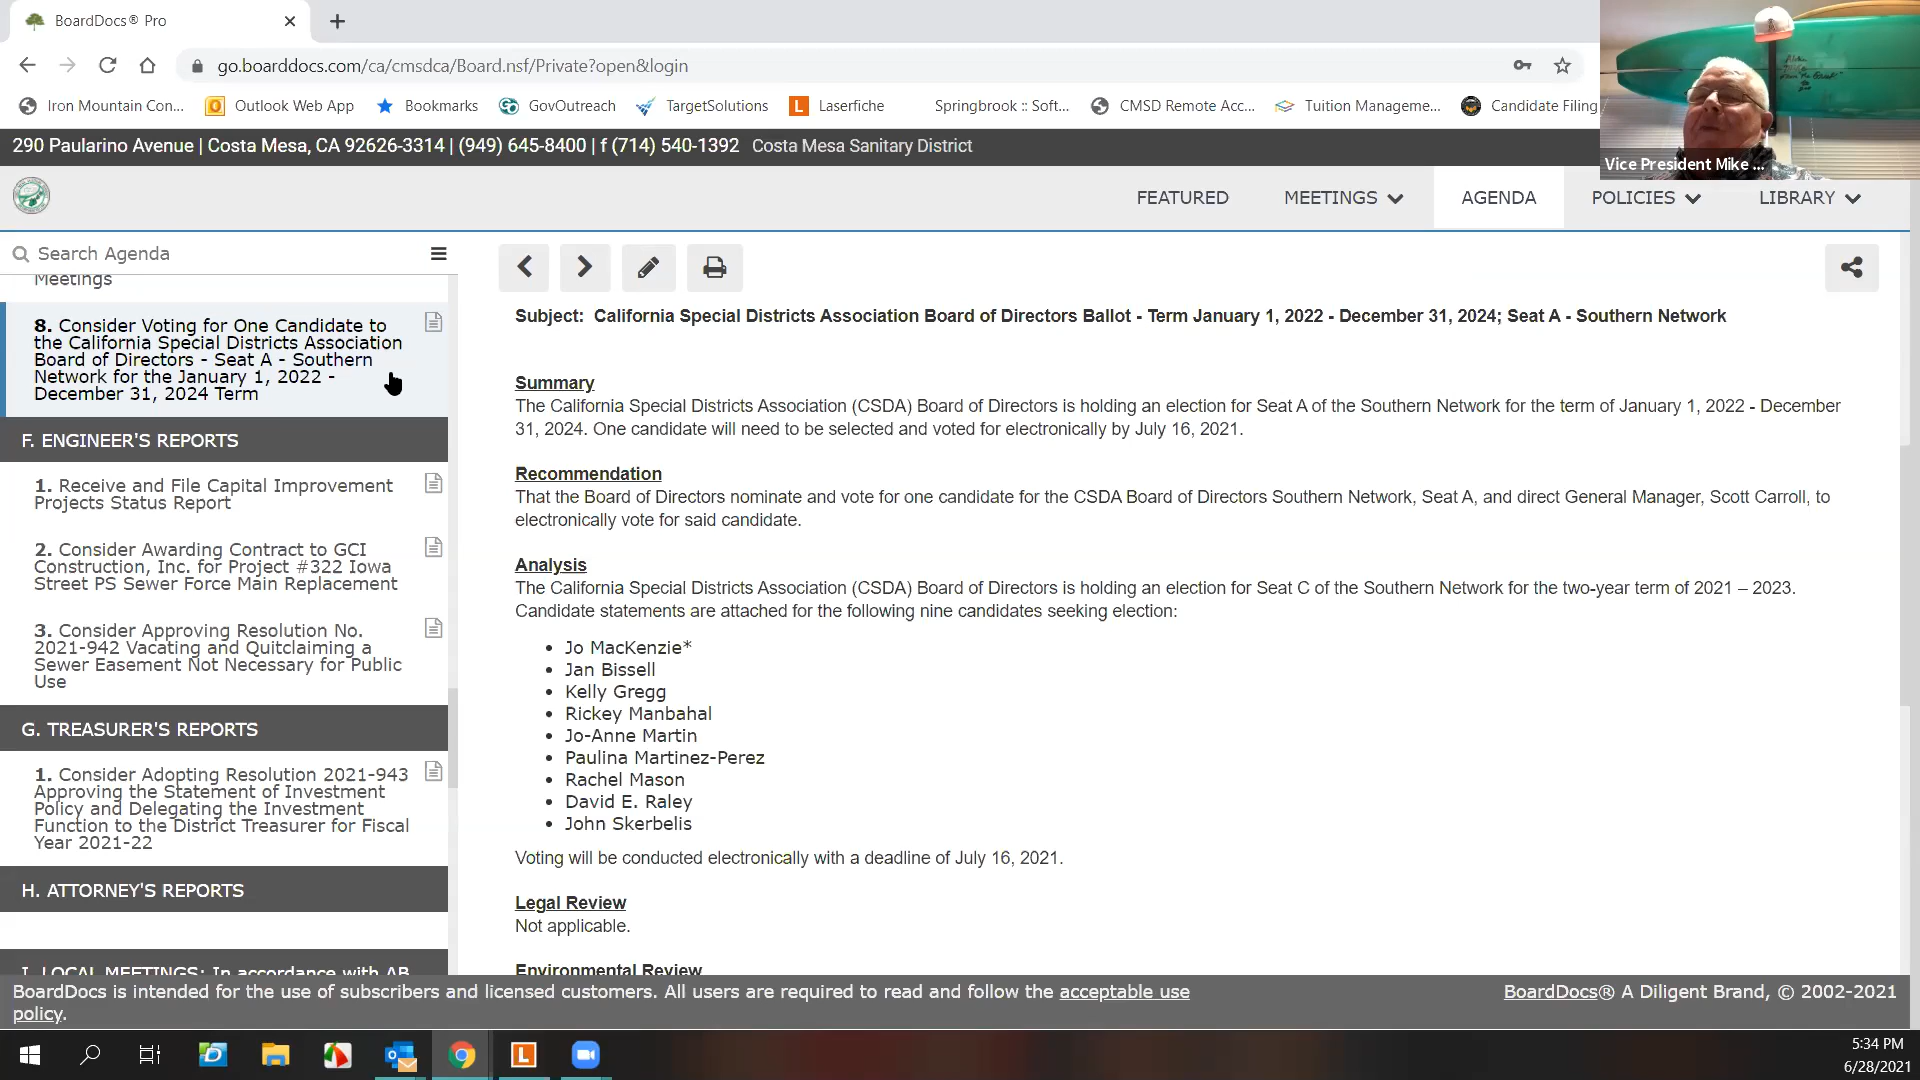 BoardDocs® Pro
go.boarddocs.com/ca/cmsdca/Board.nsf/Private?open&login
Iron Mountain Con... Outlook Web App Bookmarks GovOutreach TargetSolutions Laserfiche Springbrook :: Soft... CMSD Remote Acc... Tuition Manageme... Candidate Filing
290 Paularino Avenue | Costa Mesa, CA 92626-3314 | (949) 645-8400 | f (714) 540-1392 Costa Mesa Sanitary District
Vice President Mike ...
FEATURED MEETINGS AGENDA POLICIES LIBRARY
Search Agenda
Meetings
8. Consider Voting for One Candidate to
the California Special Districts Association
Board of Directors - Seat A - Southern
Network for the January 1, 2022 -
December 31, 2024 Term
F. ENGINEER'S REPORTS
1. Receive and File Capital Improvement
Projects Status Report
2. Consider Awarding Contract to GCI
Construction, Inc. for Project #322 Iowa
Street PS Sewer Force Main Replacement
3. Consider Approving Resolution No.
2021-942 Vacating and Quitclaiming a
Sewer Easement Not Necessary for Public
Use
G. TREASURER'S REPORTS
1. Consider Adopting Resolution 2021-943
Approving the Statement of Investment
Policy and Delegating the Investment
Function to the District Treasurer for Fiscal
Year 2021-22
H. ATTORNEY'S REPORTS
I. LOCAL MEETINGS: In accordance with AB
Subject: California Special Districts Association Board of Directors Ballot - Term January 1, 2022 - December 31, 2024; Seat A - Southern Network
Summary
The California Special Districts Association (CSDA) Board of Directors is holding an election for Seat A of the Southern Network for the term of January 1, 2022 - December
31, 2024. One candidate will need to be selected and voted for electronically by July 16, 2021.
Recommendation
That the Board of Directors nominate and vote for one candidate for the CSDA Board of Directors Southern Network, Seat A, and direct General Manager, Scott Carroll, to
electronically vote for said candidate.
Analysis
The California Special Districts Association (CSDA) Board of Directors is holding an election for Seat C of the Southern Network for the two-year term of 2021 – 2023.
Candidate statements are attached for the following nine candidates seeking election:
• Jo MacKenzie*
• Jan Bissell
• Kelly Gregg
• Rickey Manbahal
• Jo-Anne Martin
• Paulina Martinez-Perez
• Rachel Mason
• David E. Raley
• John Skerbelis
Voting will be conducted electronically with a deadline of July 16, 2021.
Legal Review
Not applicable.
Environmental Review
BoardDocs is intended for the use of subscribers and licensed customers. All users are required to read and follow the acceptable use
policy.
BoardDocs® A Diligent Brand, © 2002-2021
5:34 PM
6/28/2021